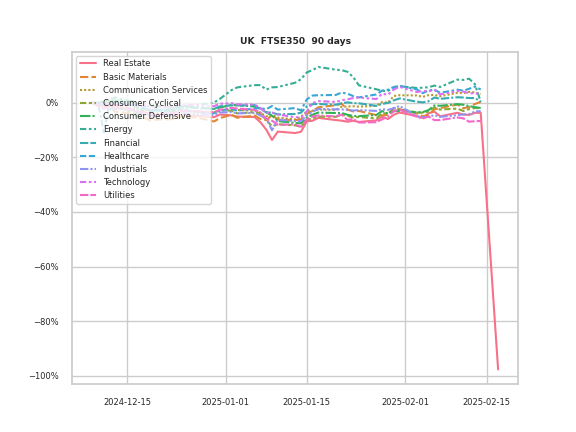 UK FTSE350 90 days
Real Estate
Basic Materials
Communication Services
Consumer Cyclical
Consumer Defensive
Energy
Financial
Healthcare
Industrials
Technology
Utilities
0%
−20%
−40%
−60%
−80%
−100%
2024-12-15
2025-01-01
2025-01-15
2025-02-01
2025-02-15